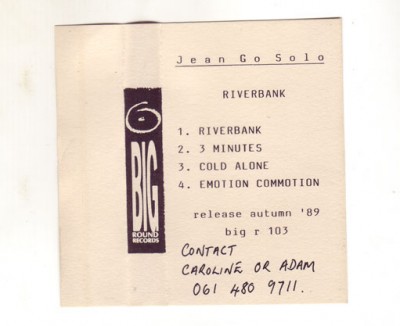 Jean Go Solo
RIVERBANK
1. RIVERBANK
2. 3 MINUTES
3. COLD ALONE
4. EMOTION COMMOTION
release autumn '89
big r 103
CONTACT
CAROLINE OR ADAM
061 480 9711.
6
BIG
ROUND
RECORDS